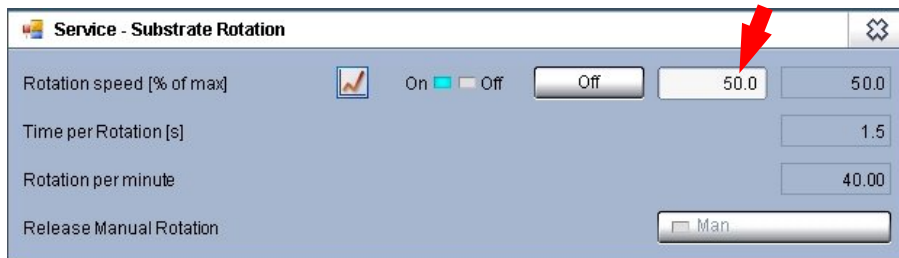 Service - Substrate Rotation
Rotation speed [% of max] On Off Off 50.0 50.0
Time per Rotation [s] 1.5
Rotation per minute 40.00
Release Manual Rotation Man